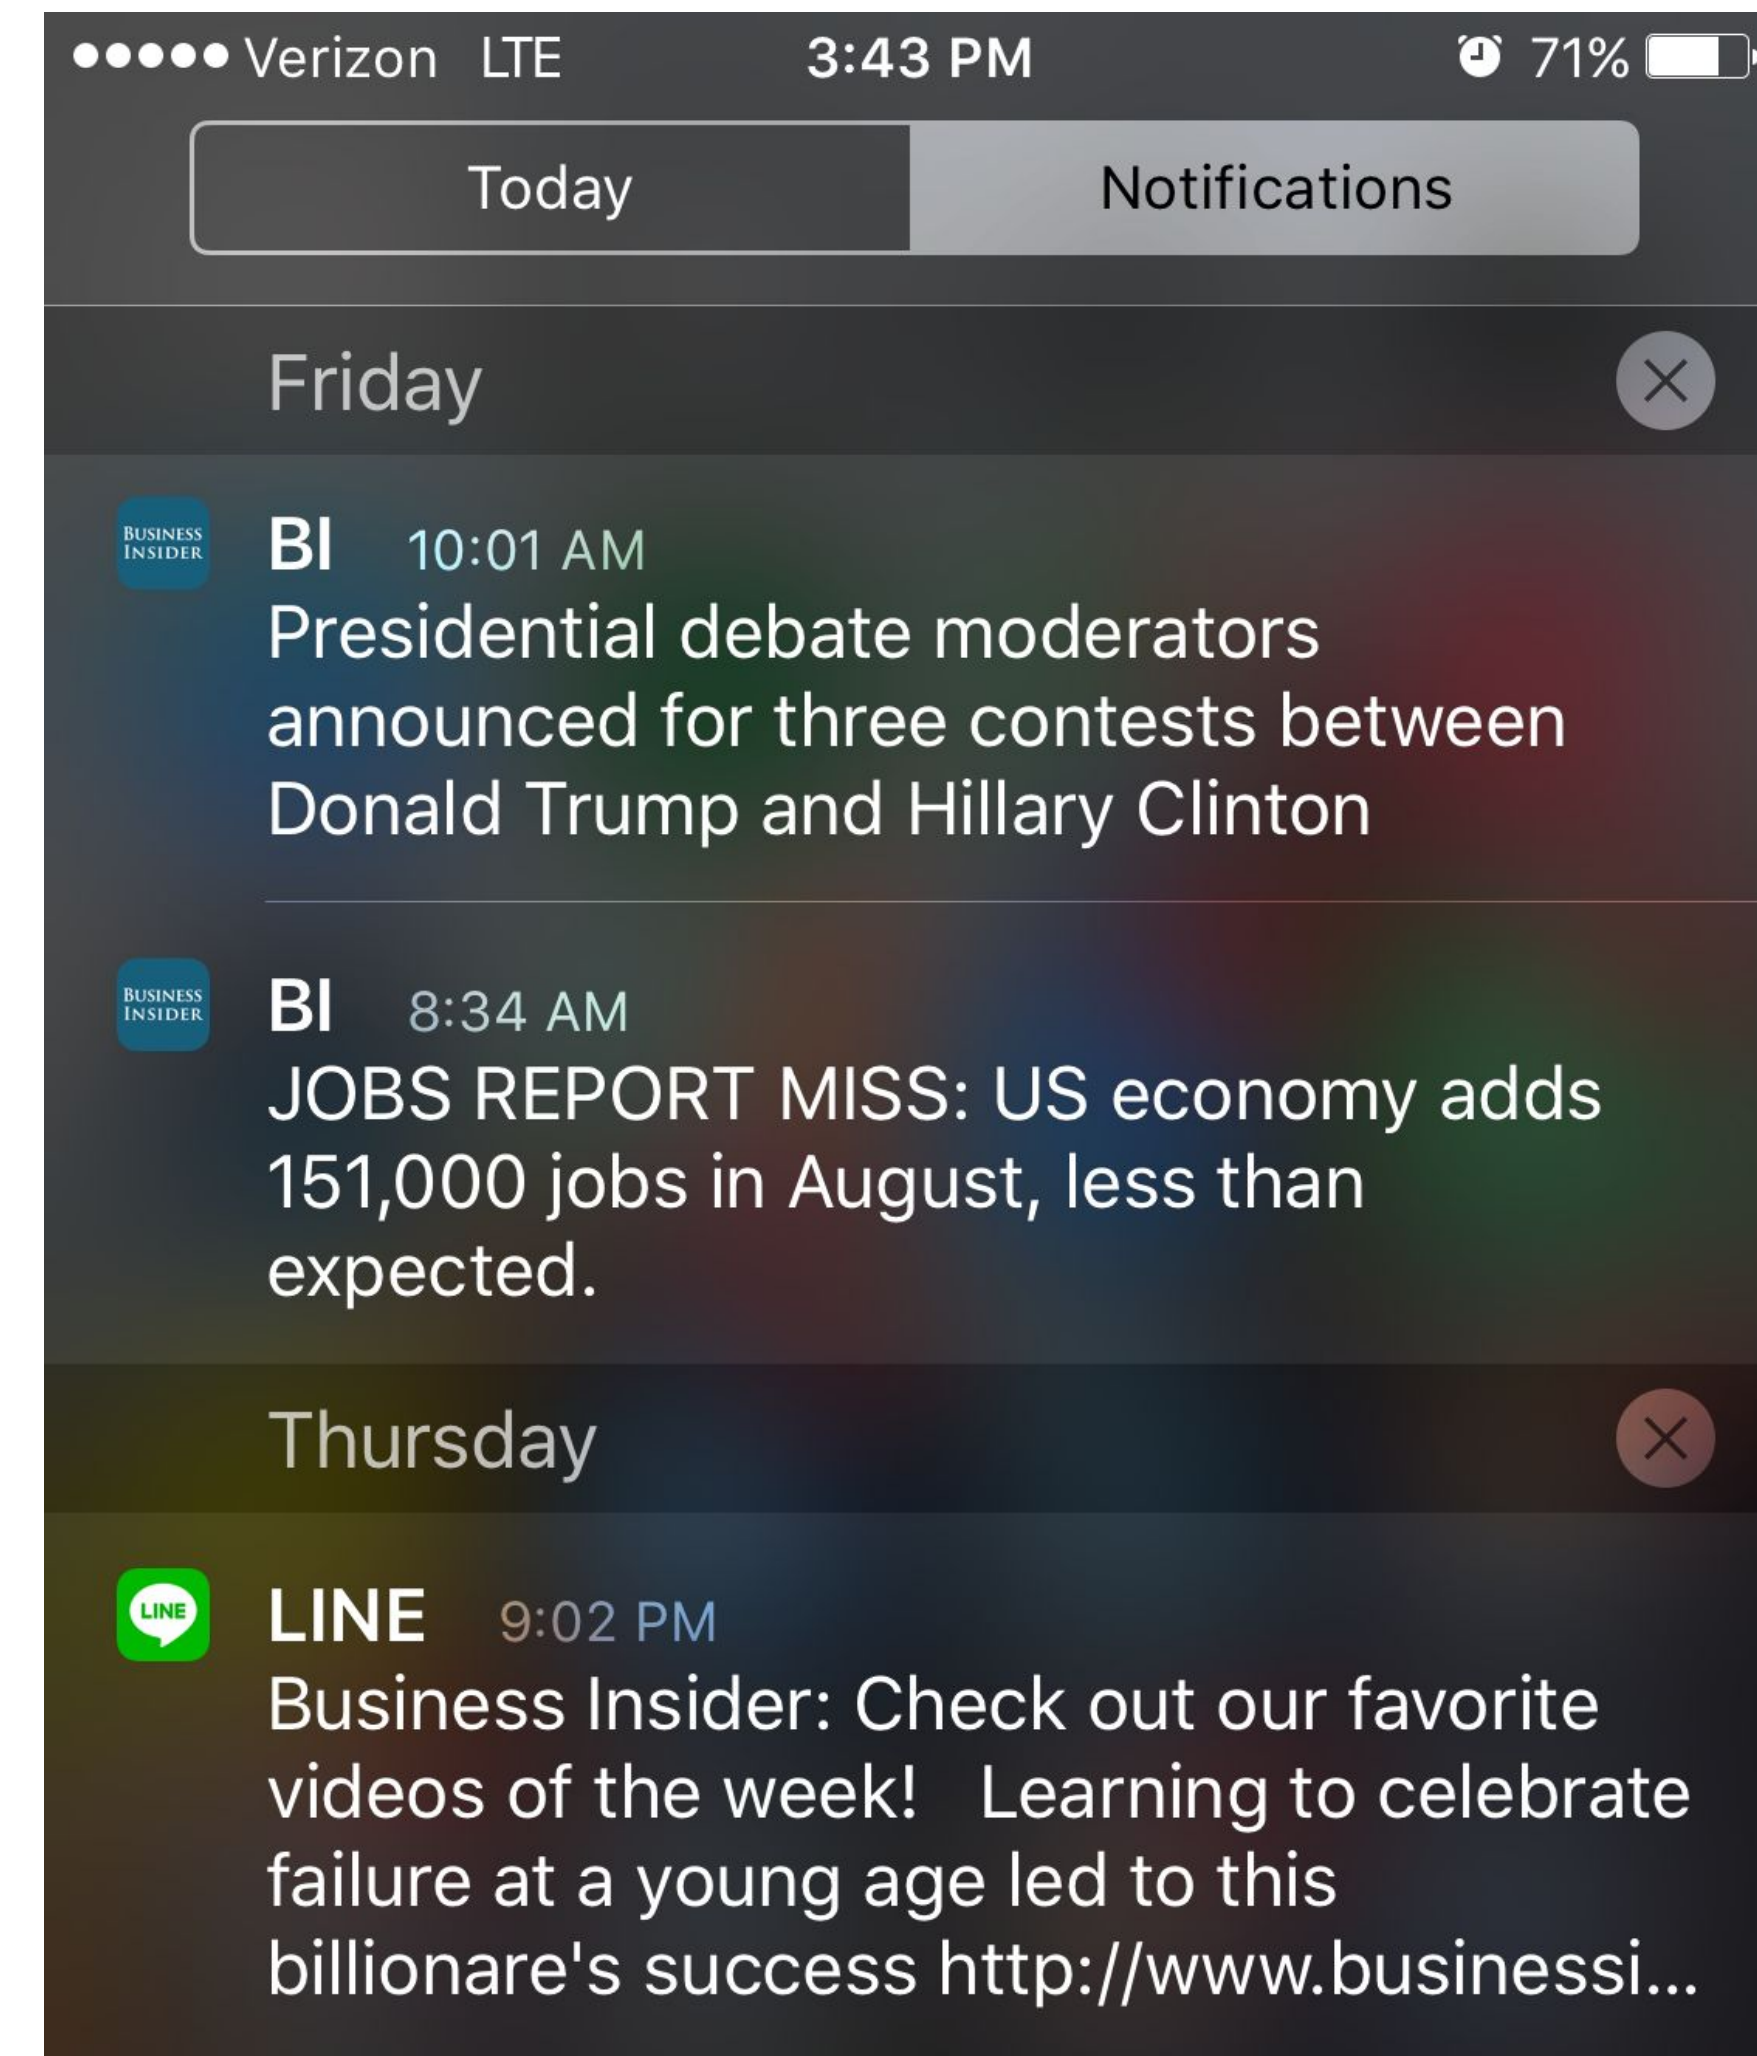 Verizon LTE 3:43 PM 71%
Today Notifications
Friday
BUSINESS
INSIDER
BI 10:01 AM
Presidential debate moderators
announced for three contests between
Donald Trump and Hillary Clinton
BUSINESS
INSIDER
BI 8:34 AM
JOBS REPORT MISS: US economy adds
151,000 jobs in August, less than
expected.
Thursday
LINE
LINE 9:02 PM
Business Insider: Check out our favorite
videos of the week!   Learning to celebrate
failure at a young age led to this
billionare's success http://www.businessi...